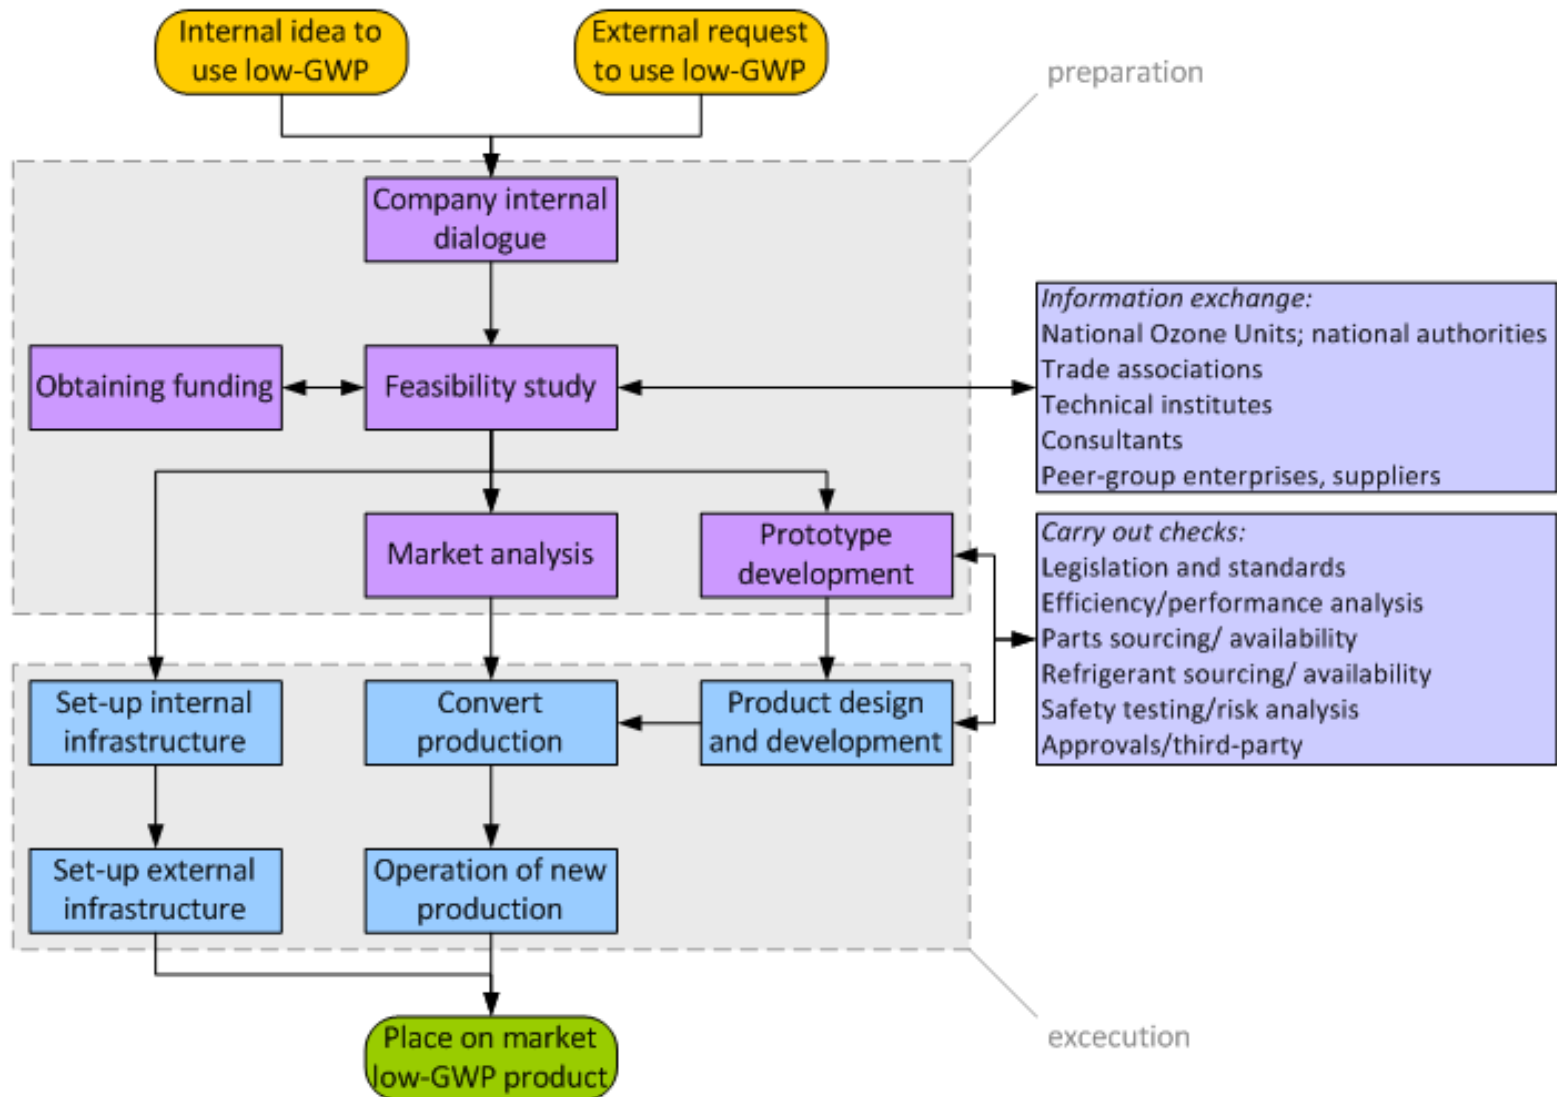 Internal idea to
use low-GWP
External request
to use low-GWP
preparation
Company internal
dialogue
Obtaining funding
Feasibility study
Information exchange:
National Ozone Units; national authorities
Trade associations
Technical institutes
Consultants
Peer-group enterprises, suppliers
Market analysis
Prototype
development
Carry out checks:
Legislation and standards
Efficiency/performance analysis
Parts sourcing/ availability
Refrigerant sourcing/ availability
Safety testing/risk analysis
Approvals/third-party
Set-up internal
infrastructure
Convert
production
Product design
and development
Set-up external
infrastructure
Operation of new
production
Place on market
low-GWP product
excecution